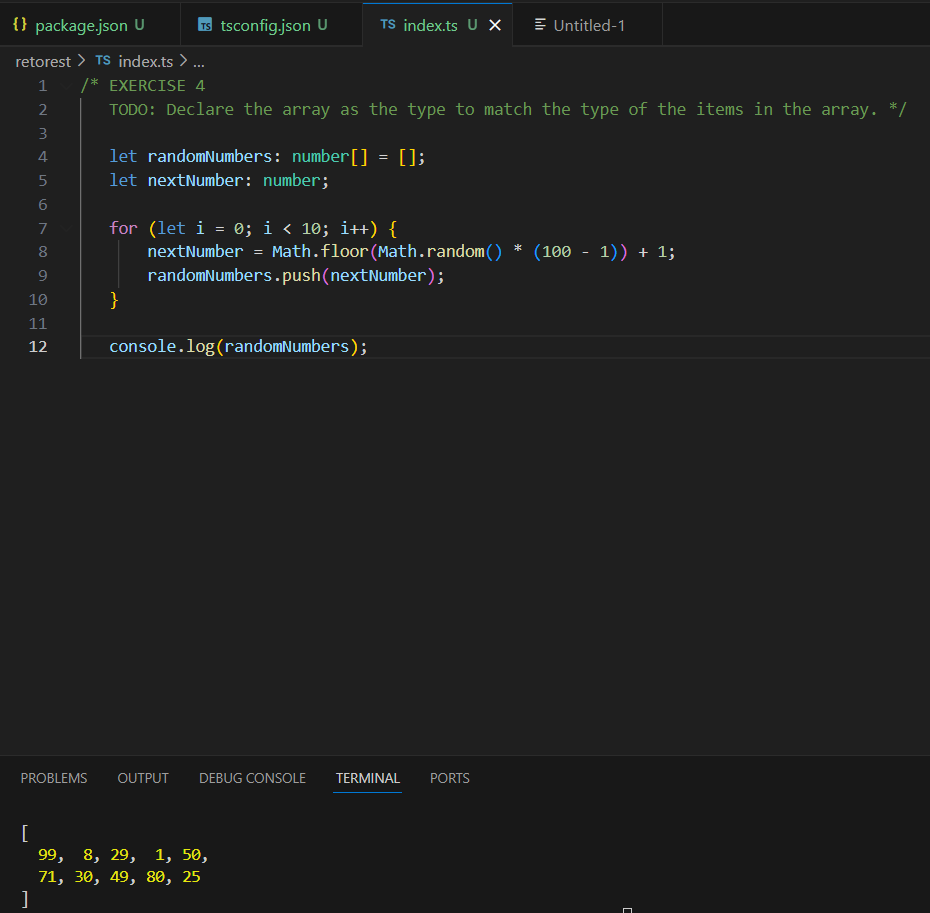 {} package.json U
TS tsconfig.json U
TS index.ts U ×
Untitled-1
retorest > TS index.ts > ...
1 /* EXERCISE 4
2 TODO: Declare the array as the type to match the type of the items in the array. */
3
4 let randomNumbers: number[] = [];
5 let nextNumber: number;
6
7 for (let i = 0; i < 10; i++) {
8 nextNumber = Math.floor(Math.random() * (100 - 1)) + 1;
9 randomNumbers.push(nextNumber);
10 }
11
12 console.log(randomNumbers);
PROBLEMS OUTPUT DEBUG CONSOLE TERMINAL PORTS
[
99, 8, 29, 1, 50,
71, 30, 49, 80, 25
]